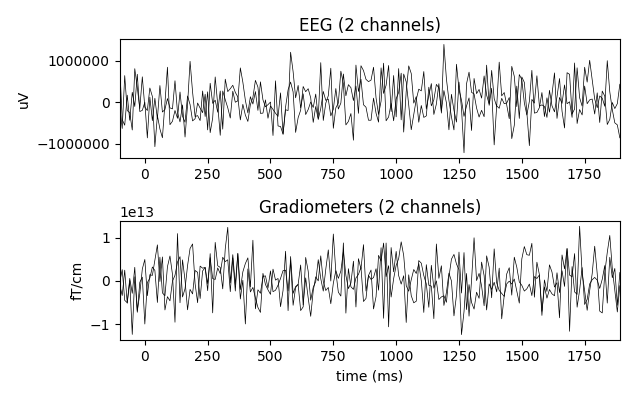 EEG (2 channels)
1000000
0
−1000000
uV
0 250 500 750 1000 1250 1500 1750
1e13
Gradiometers (2 channels)
1
0
−1
fT/cm
0 250 500 750 1000 1250 1500 1750
time (ms)